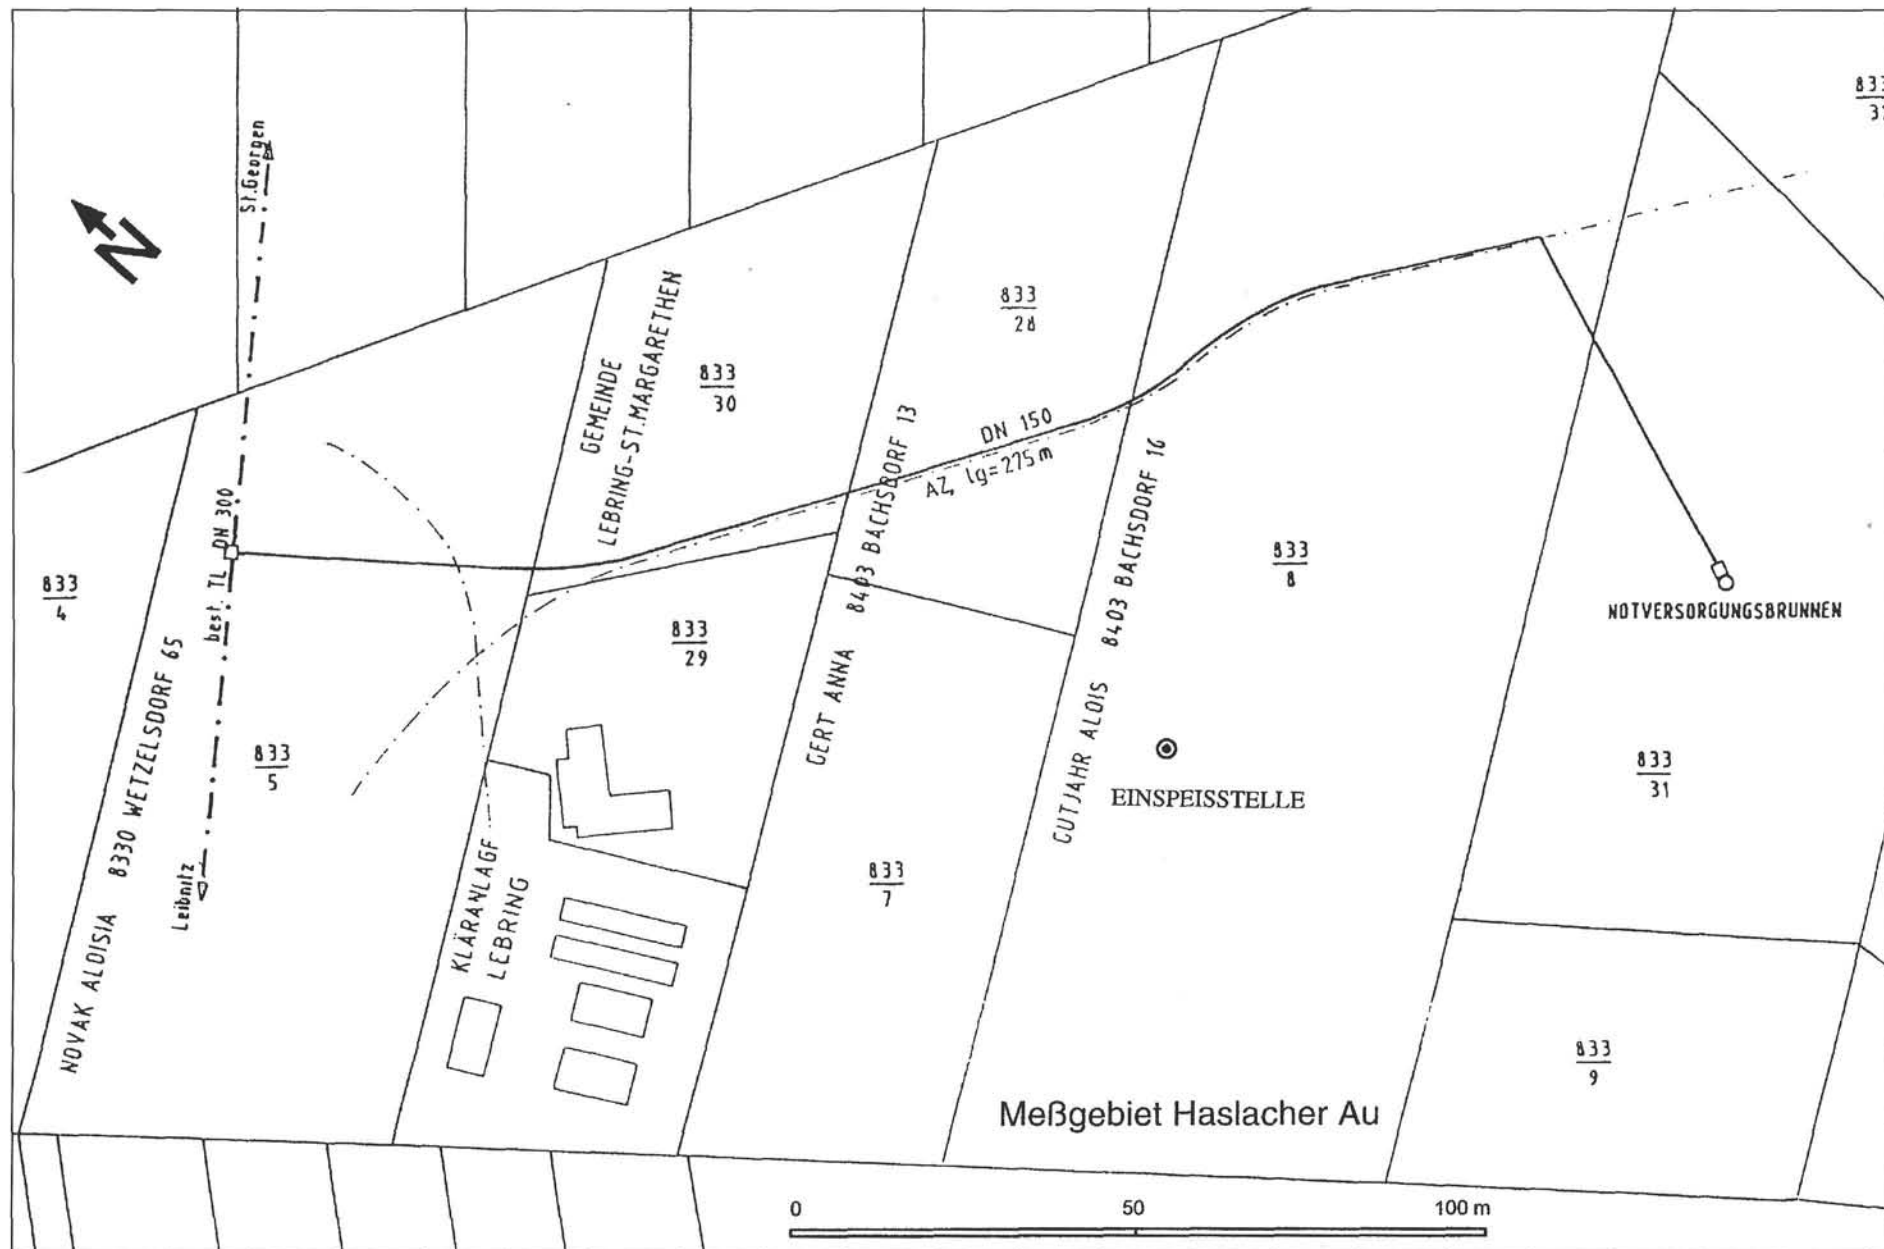 833
37
St.Georgen
N
833
28
GEMEINDE
LEBRING-ST.MARGARETHEN
833
30
DN 150
AZ, lg=275m
best. TL DN 300
833
4
833
8
NOTVERSORGUNGSBRUNNEN
833
29
NOVAK ALOISIA 8330 WETZELSDORF 65
GERT ANNA 8403 BACHSDORF 13
GUTJAHR ALOIS 8403 BACHSDORF 16
833
5
EINSPEISSTELLE
833
31
Leibnitz
833
7
KLÄRANLAGE
LEBRING
833
9
Meßgebiet Haslacher Au
0 50 100 m